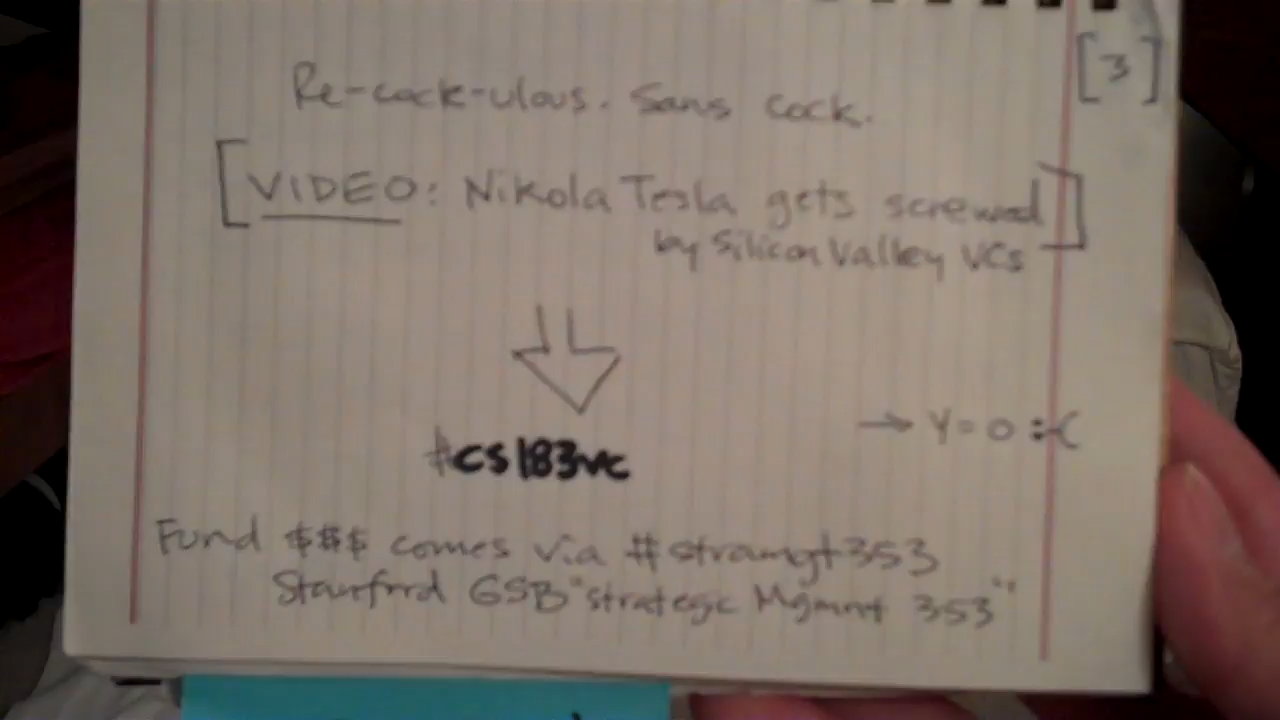 [3]
Re-cock-ulous. Sans cock.
[VIDEO: Nikola Tesla gets screwed]
by Silicon Valley VCs
#cs183vc
→ Y=0 :-(
Fund $$$ comes via #stramgt353
Stanford GSB "Strategic Mgmnt 353"